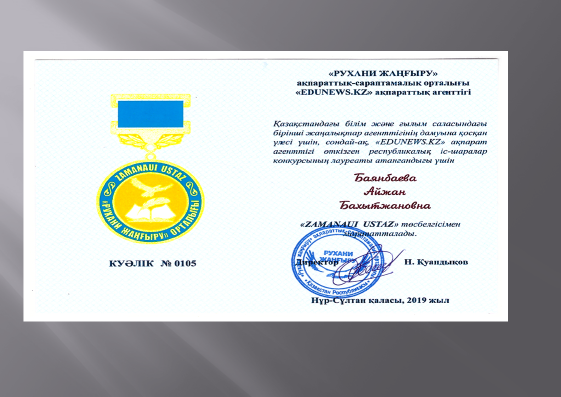 «РУХАНИ ЖАҢҒЫРУ»
ақпараттық-сараптамалық орталығы
«EDUNEWS.KZ» ақпараттық агенттігі
Қазақстандағы білім және ғылым саласындағы
бірінші жаңалықтар агенттігінің дамуына қосқан
үлесі үшін, сондай-ақ, «EDUNEWS.KZ» ақпарат
агенттігі өткізген республикалық іс-шаралар
конкурсының лауреаты атанғандығы үшін
Баянбаева
Айжан
Бахытжановна
«ZAMANAUI USTAZ» төсбелгісімен
марапатталады.
Директор Н. Қуандықов
РУХАНИ
ЖАҢҒЫРУ
Қазақстан Республикасы
Нұр-Сұлтан қаласы, 2019 жыл
ZAMANAUI USTAZ
«РУХАНИ ЖАҢҒЫРУ» ОРТАЛЫҒЫ
КУӘЛІК № 0105